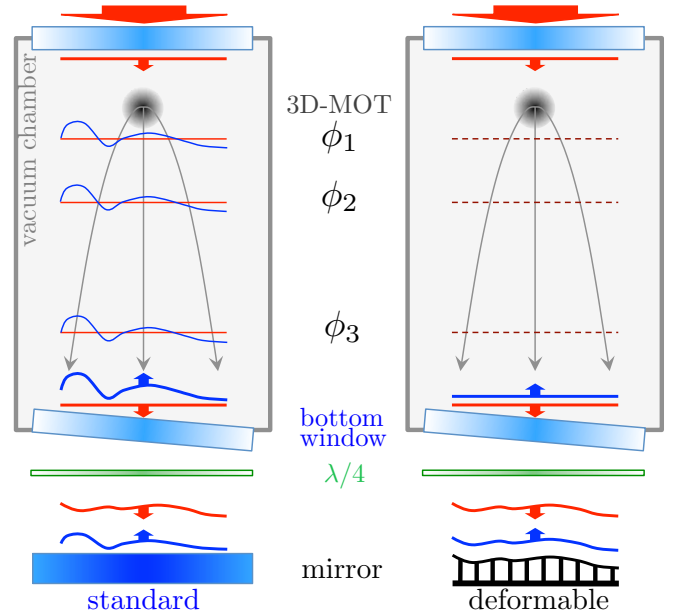 vacuum chamber
3D-MOT
ϕ1
ϕ2
ϕ3
bottom
window
λ/4
mirror
standard
deformable